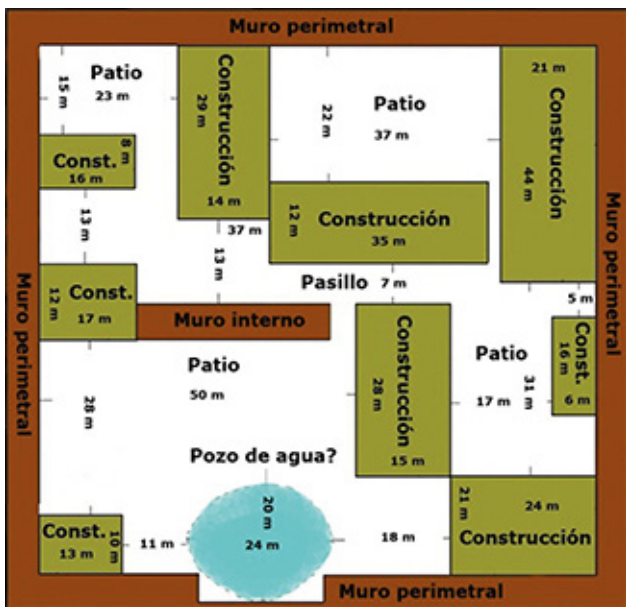 Muro perimetral
Patio
23 m
15 m
Construcción
29 m
14 m
Patio
37 m
22 m
21 m
Construcción
44 m
Const.
16 m
8 m
12 m
Construcción
35 m
13 m
37 m
13 m
Muro perimetral
Muro perimetral
Const.
12 m
17 m
Pasillo 7 m
5 m
Muro interno
Patio
50 m
28 m
Construcción
28 m
15 m
Patio
17 m
31 m
Const.
16 m
6 m
Pozo de agua?
20 m
24 m
Const.
13 m
10 m
11 m
18 m
21 m
24 m
Construcción
Muro perimetral